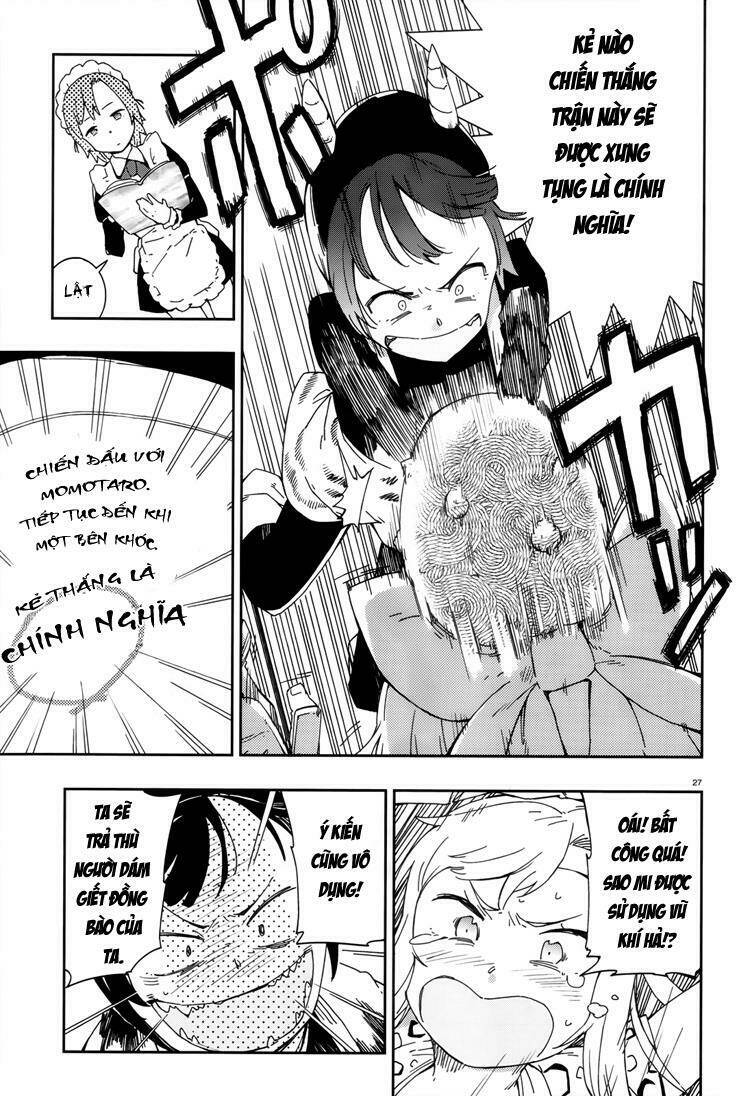 KẺ NÀO
CHIẾN THẮNG
TRẬN NÀY SẼ
ĐƯỢC XUNG
TỤNG LÀ CHÍNH
NGHĨA!
ポカッ
LẬT
CHIẾN ĐẤU VỚI
MOMOTARO.
TIẾP TỤC ĐẾN KHI
MỘT BÊN KHÓC.
KẺ THẮNG LÀ
CHÍNH NGHĨA
27
OÁI! BẤT
CÔNG QUÁ!
SAO MI ĐƯỢC
SỬ DỤNG VŨ
KHÍ HẢ!?
Ý KIẾN
CŨNG VÔ
DỤNG!
TA SẼ
TRẢ THÙ
NGƯỜI DÁM
GIẾT ĐỒNG
BÀO CỦA
TA.